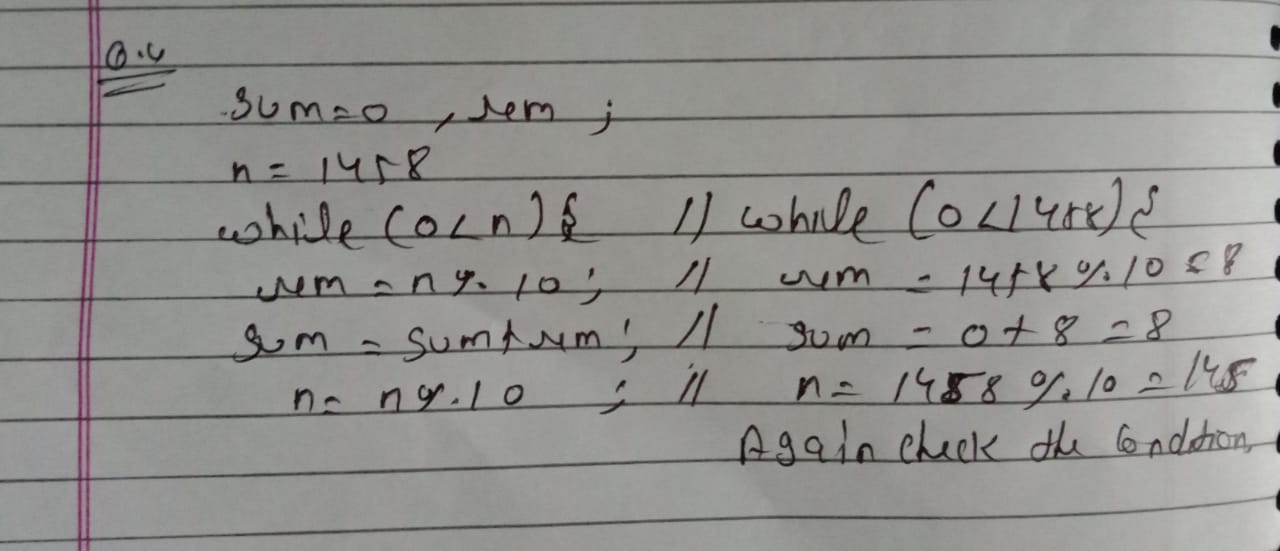 Q.4
sum=0 , rem ;
n = 1458
while (0<n) { // while (0<1458) {
rem = n % 10 ; // rem = 1458 % 10 = 8
sum = sum+rem ; // sum = 0 + 8 = 8
n = n % 10 ; // n = 1458 % 10 = 145
Again check the Condition,